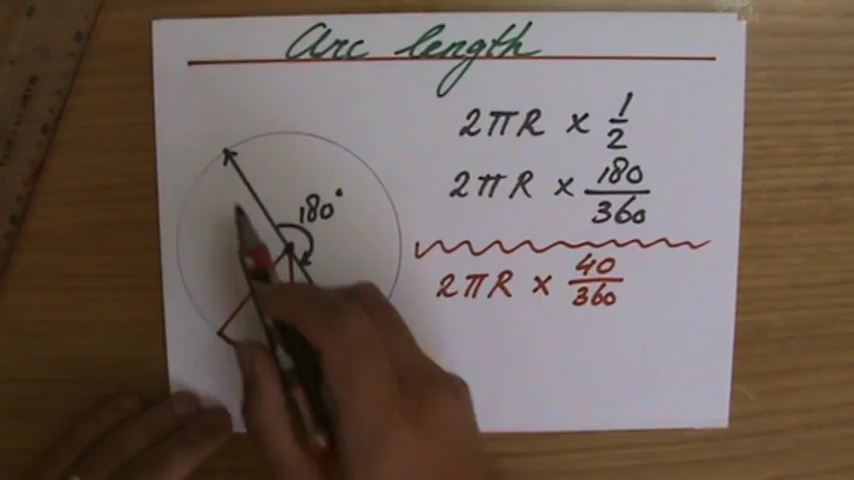 Arc length
2πR × 1/2
180°
2πR × 180/360
2πR × 40/360